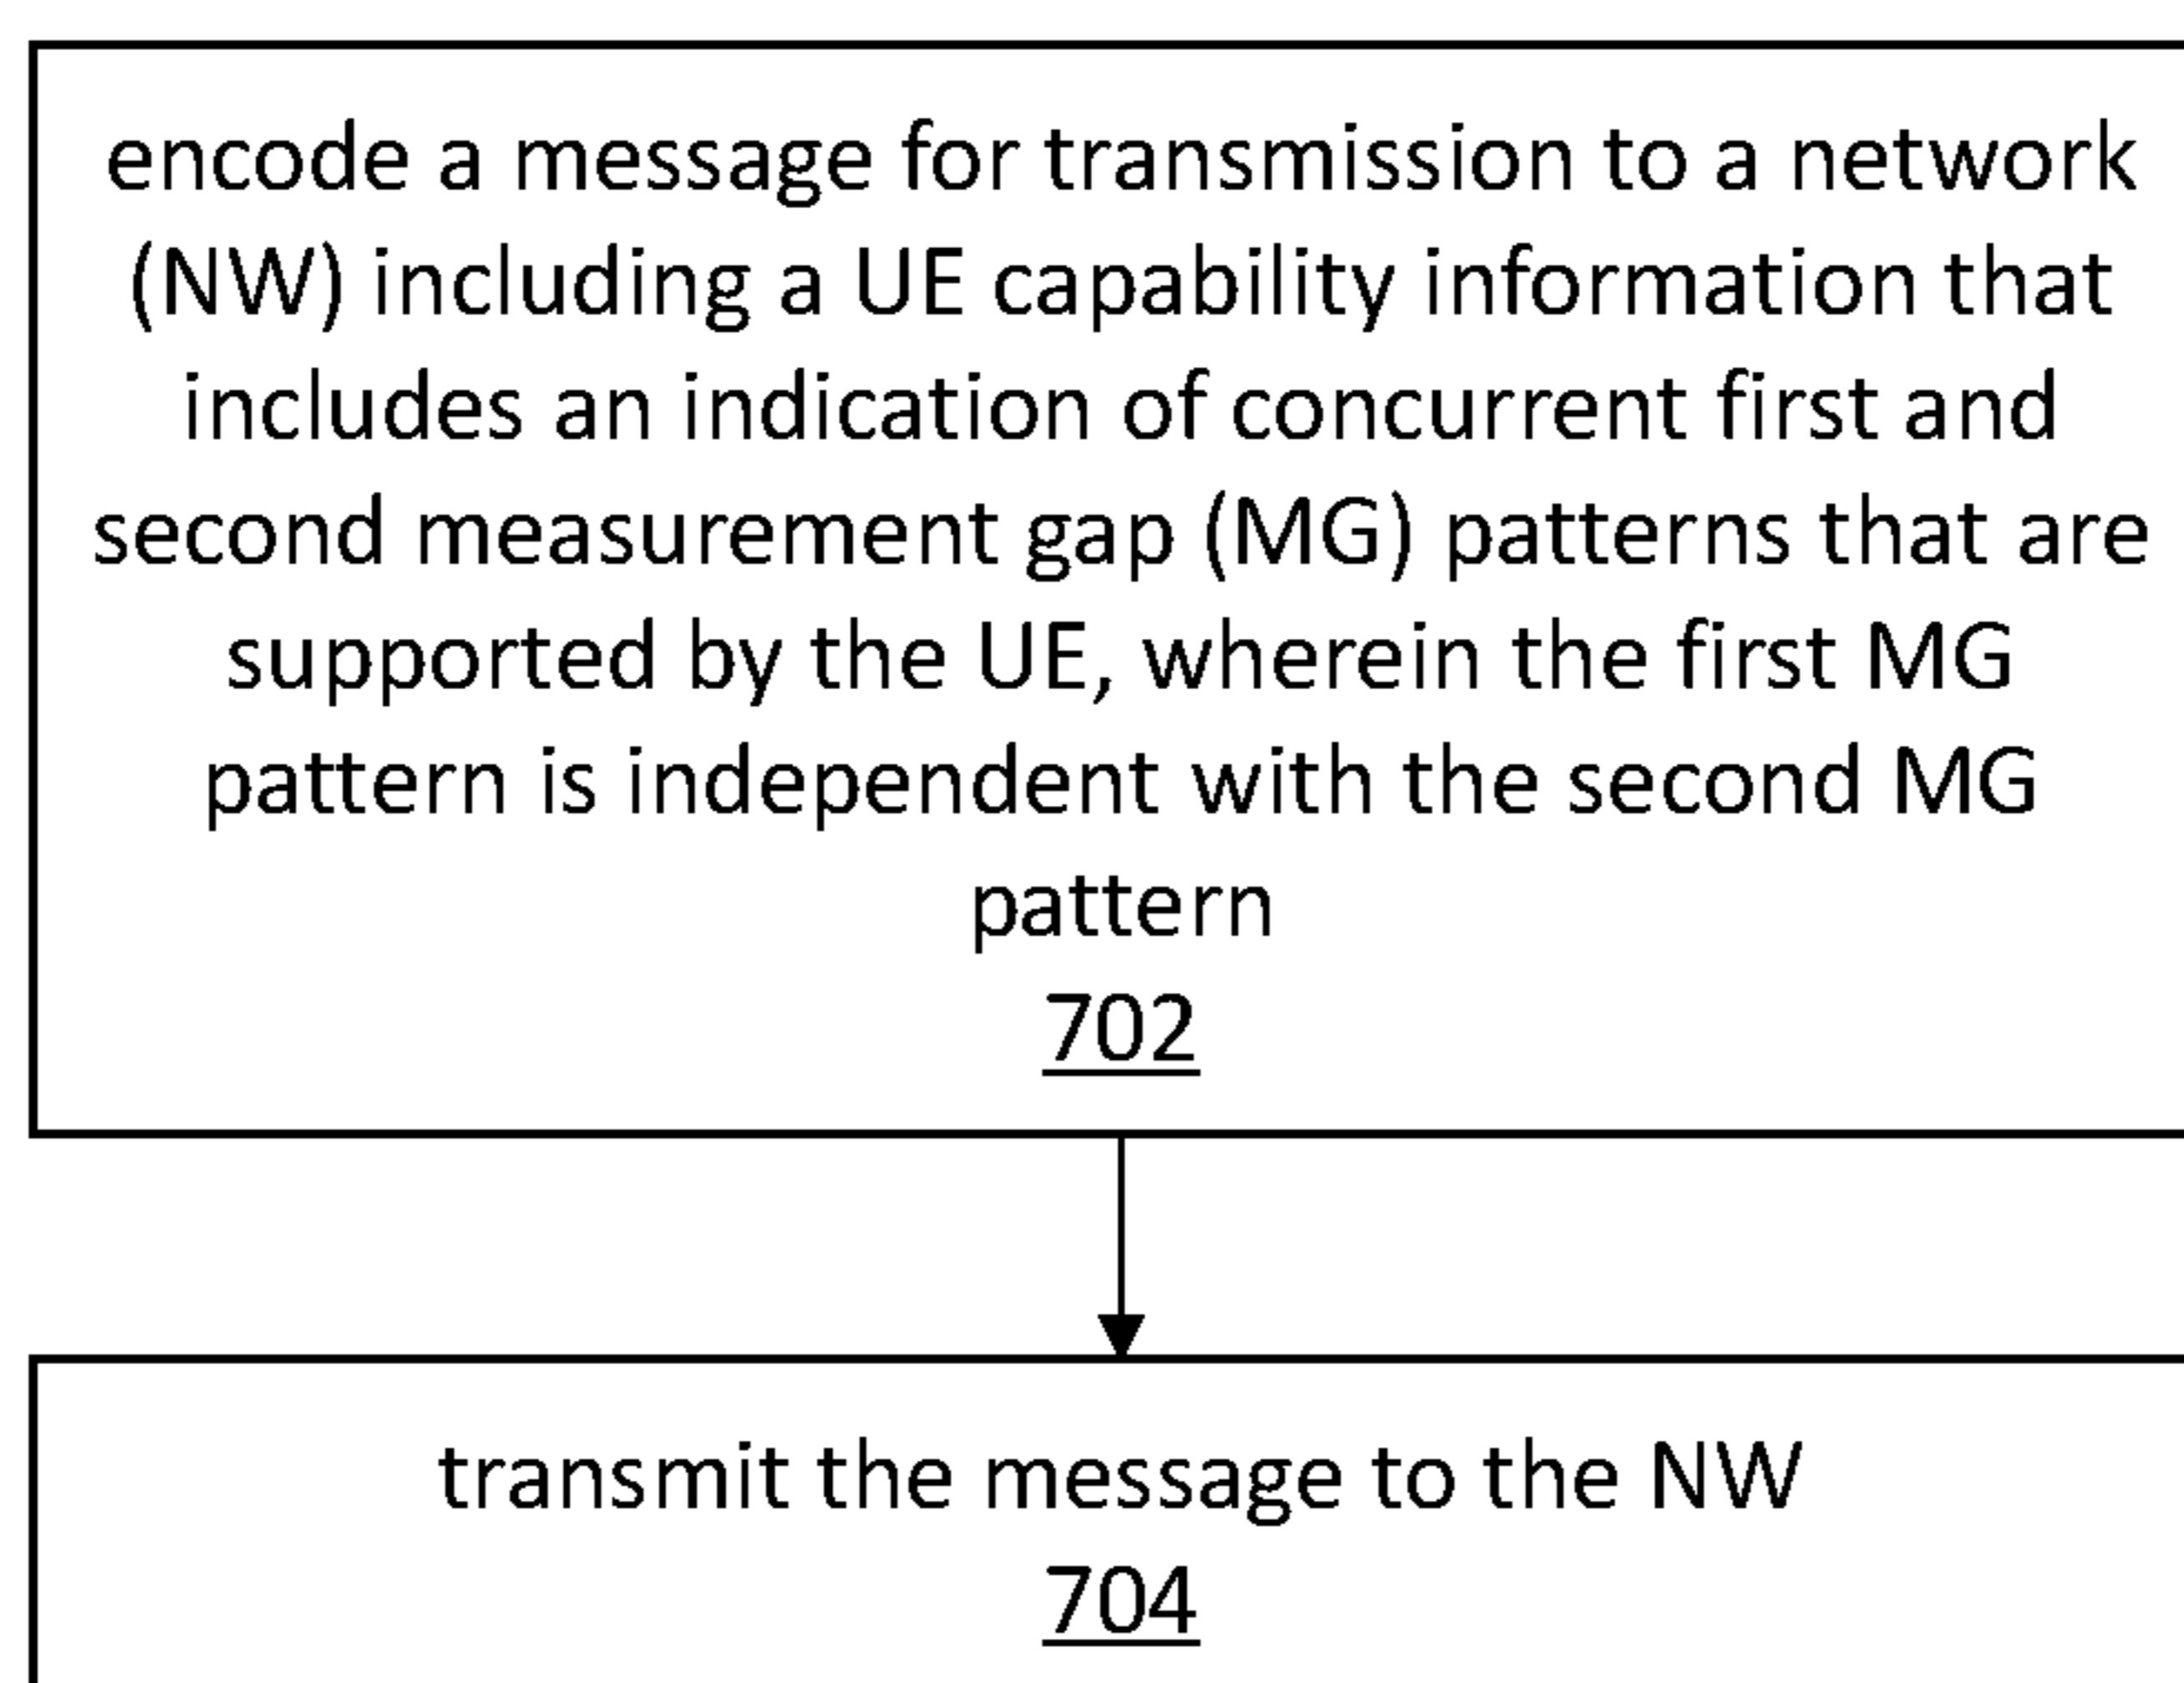 encode a message for transmission to a network
(NW) including a UE capability information that
includes an indication of concurrent first and
second measurement gap (MG) patterns that are
supported by the UE, wherein the first MG
pattern is independent with the second MG
pattern
702
transmit the message to the NW
704